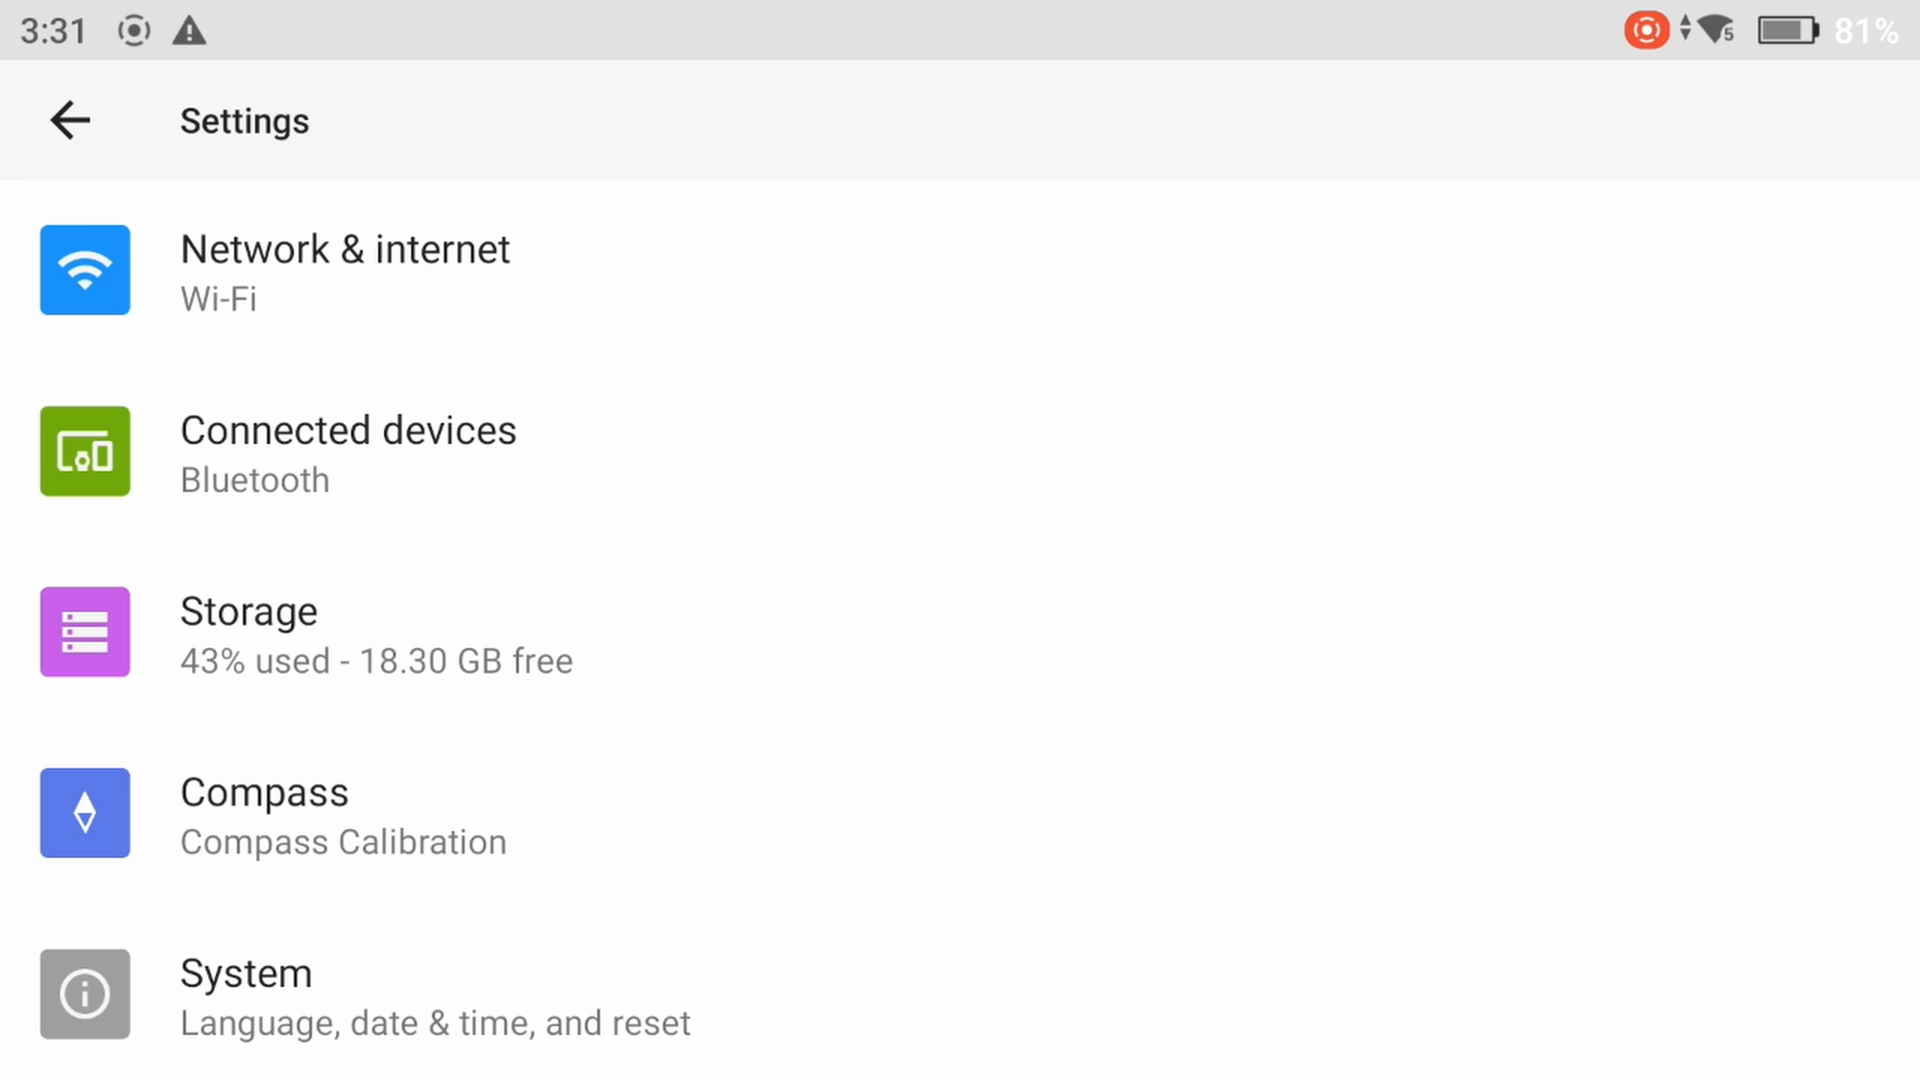 3:31
5
81%
Settings
Network & internet
Wi-Fi
Connected devices
Bluetooth
Storage
43% used - 18.30 GB free
Compass
Compass Calibration
System
Language, date & time, and reset